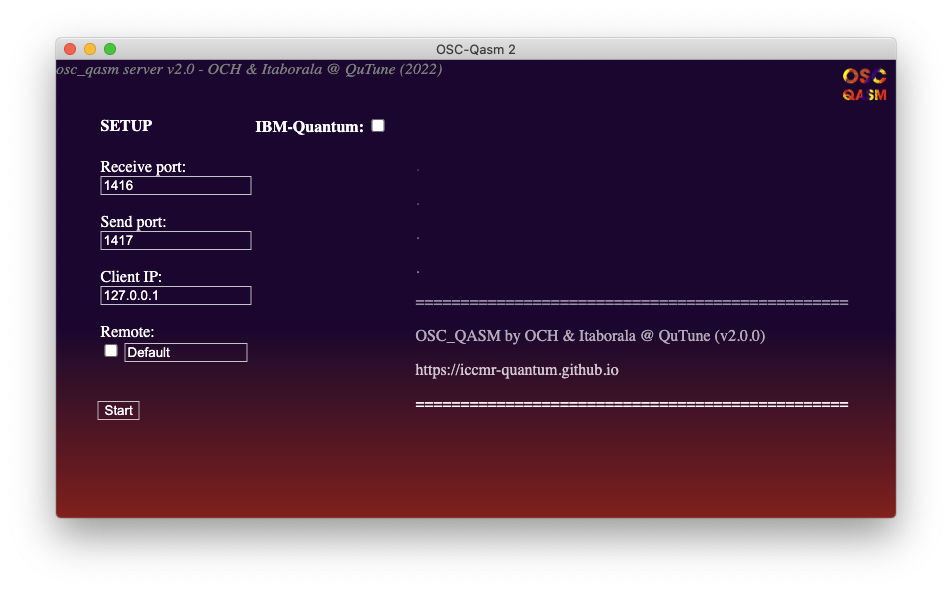 OSC-Qasm 2
osc_qasm server v2.0 - OCH & Itaborala @ QuTune (2022)
OSC
QASM
SETUP
IBM-Quantum:
Receive port:
1416
Send port:
1417
Client IP:
127.0.0.1
Remote:
Default
Start
.
.
.
.
================================================
OSC_QASM by OCH & Itaborala @ QuTune (v2.0.0)
https://iccmr-quantum.github.io
================================================